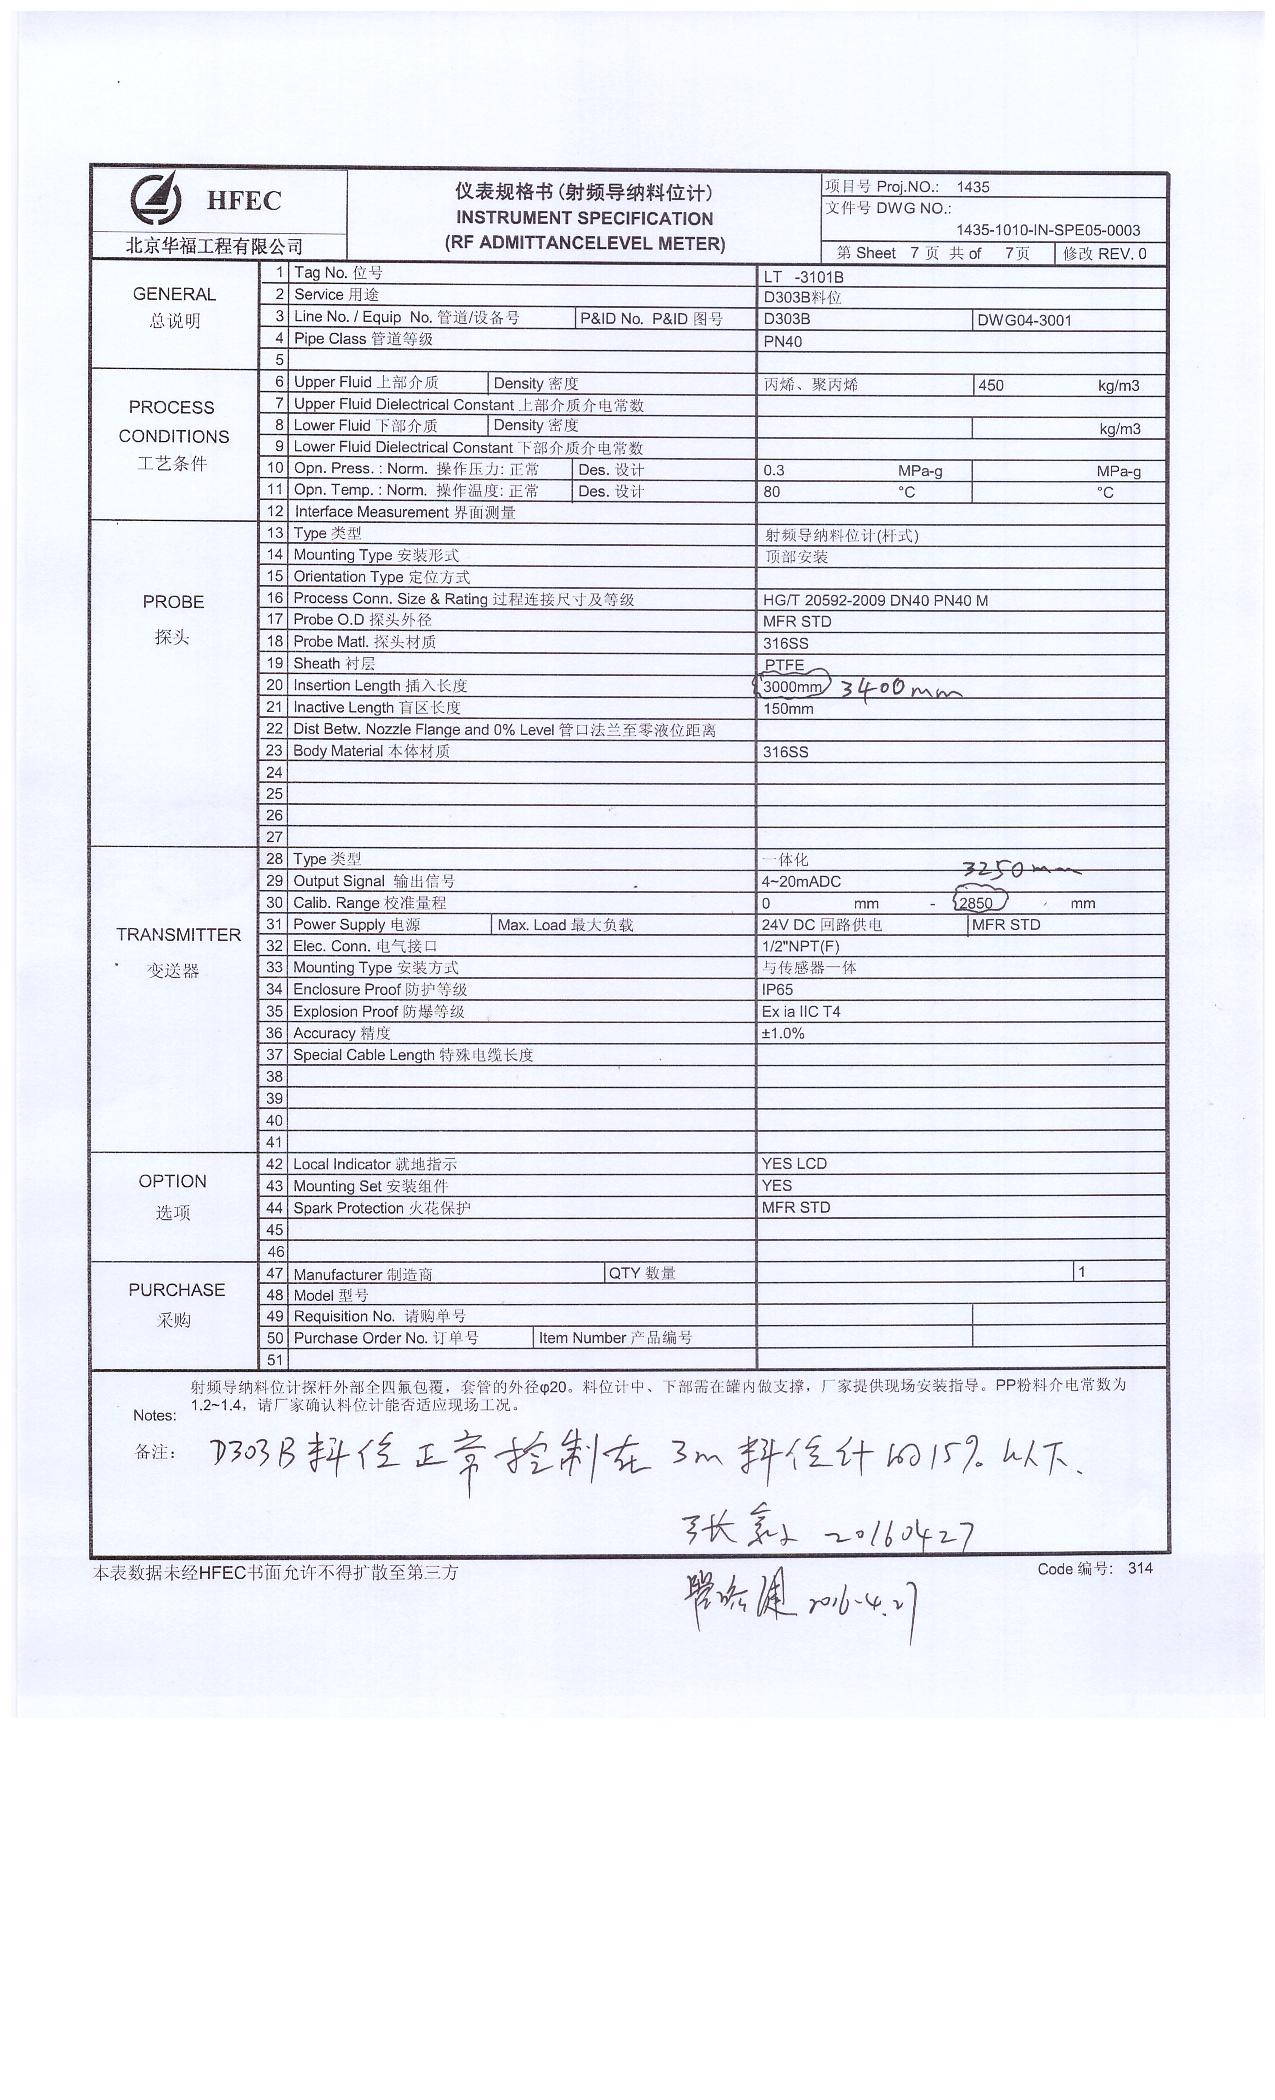 HFEC
北京华福工程有限公司
仪表规格书(射频导纳料位计)
INSTRUMENT SPECIFICATION
(RF ADMITTANCELEVEL METER)
项目号 Proj.NO.: 1435
文件号 DWG NO.:
1435-1010-IN-SPE05-0003
第 Sheet 7 页 共 of 7页 修改 REV. 0
GENERAL
总说明
1 Tag No. 位号 LT -3101B
2 Service 用途 D303B料位
3 Line No. / Equip No. 管道/设备号 P&ID No. P&ID 图号 D303B DWG04-3001
4 Pipe Class 管道等级 PN40
5
PROCESS
CONDITIONS
工艺条件
6 Upper Fluid 上部介质 Density 密度 丙烯、聚丙烯 450 kg/m3
7 Upper Fluid Dielectrical Constant 上部介质介电常数
8 Lower Fluid 下部介质 Density 密度 kg/m3
9 Lower Fluid Dielectrical Constant 下部介质介电常数
10 Opn. Press. : Norm. 操作压力: 正常 Des. 设计 0.3 MPa-g MPa-g
11 Opn. Temp. : Norm. 操作温度: 正常 Des. 设计 80 °C °C
12 Interface Measurement 界面测量
PROBE
探头
13 Type 类型 射频导纳料位计(杆式)
14 Mounting Type 安装形式 顶部安装
15 Orientation Type 定位方式
16 Process Conn. Size & Rating 过程连接尺寸及等级 HG/T 20592-2009 DN40 PN40 M
17 Probe O.D 探头外径 MFR STD
18 Probe Matl. 探头材质 316SS
19 Sheath 衬层 PTFE
20 Insertion Length 插入长度 3000mm 3400mm
21 Inactive Length 盲区长度 150mm
22 Dist Betw. Nozzle Flange and 0% Level 管口法兰至零液位距离
23 Body Material 本体材质 316SS
24
25
26
27
TRANSMITTER
变送器
28 Type 类型 一体化
3250mm
29 Output Signal 输出信号 4~20mADC
30 Calib. Range 校准量程 0 mm - 2850 mm
31 Power Supply 电源 Max. Load 最大负载 24V DC 回路供电 MFR STD
32 Elec. Conn. 电气接口 1/2"NPT(F)
33 Mounting Type 安装方式 与传感器一体
34 Enclosure Proof 防护等级 IP65
35 Explosion Proof 防爆等级 Ex ia IIC T4
36 Accuracy 精度 ±1.0%
37 Special Cable Length 特殊电缆长度
38
39
40
41
OPTION
选项
42 Local Indicator 就地指示 YES LCD
43 Mounting Set 安装组件 YES
44 Spark Protection 火花保护 MFR STD
45
46
PURCHASE
采购
47 Manufacturer 制造商 QTY 数量 1
48 Model 型号
49 Requisition No. 请购单号
50 Purchase Order No. 订单号 Item Number 产品编号
51
射频导纳料位计探杆外部全四氟包覆，套管的外径φ20。料位计中、下部需在罐内做支撑，厂家提供现场安装指导。PP粉料介电常数为
1.2~1.4，请厂家确认料位计能否适应现场工况。
Notes:
备注:
D303B料位正常控制在3m料位计的15%以下.
20160427
本表数据未经HFEC书面允许不得扩散至第三方 Code 编号: 314
2016-4.27